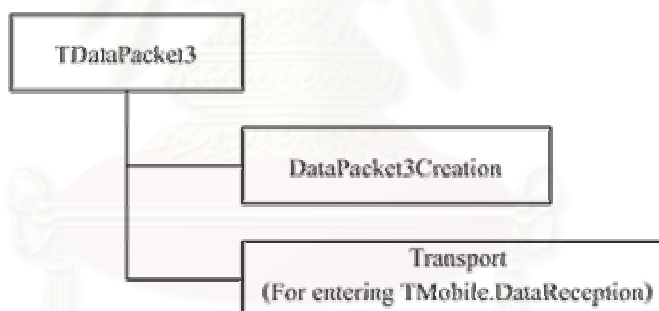 TDataPacket3
DataPacket3Creation
Transport
(For entering TMobile.DataReception)